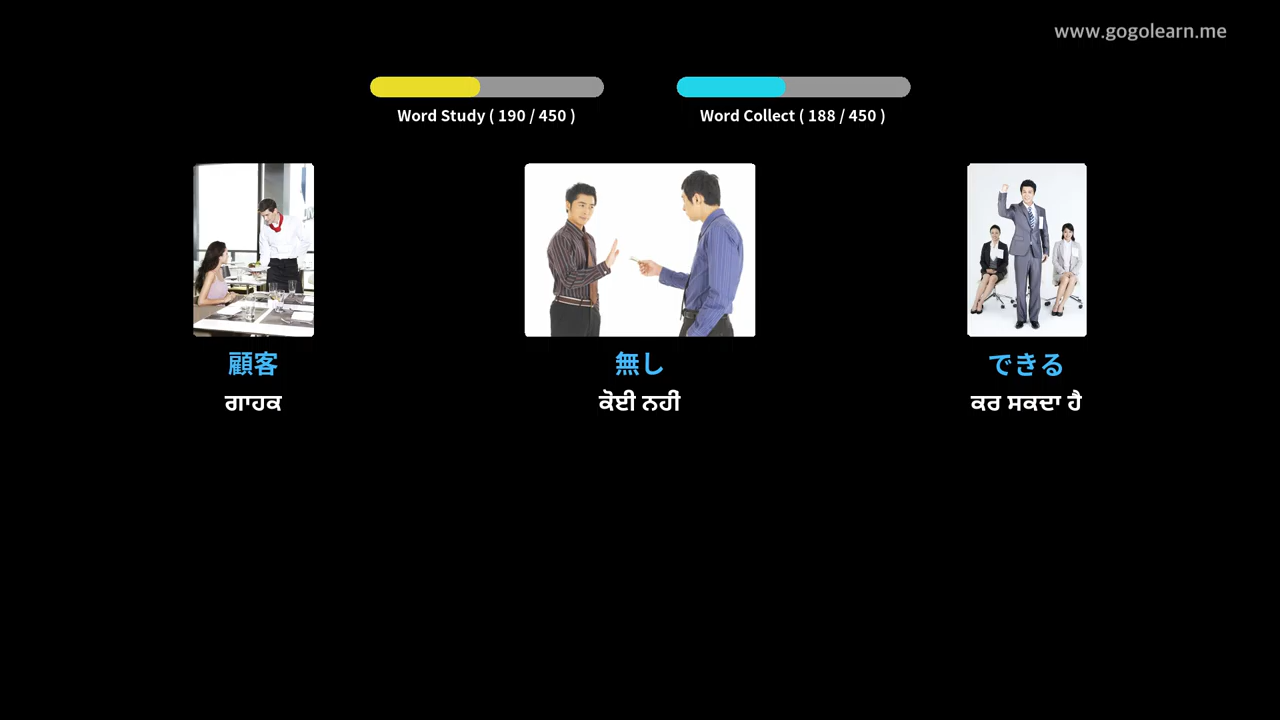 www.gogolearn.me
Word Study ( 190 / 450 )
Word Collect ( 188 / 450 )
顧客
無し
できる
ਗਾਹਕ
ਕੋਈ ਨਹੀਂ
ਕਰ ਸਕਦਾ ਹੈ